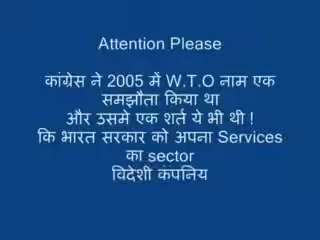 Attention Please
कांग्रेस ने 2005 में W.T.O नाम एक
समझौता किया था
और उसमे एक शर्त ये भी थी !
कि भारत सरकार को अपना Services
का sector
विदेशी कंपनिय